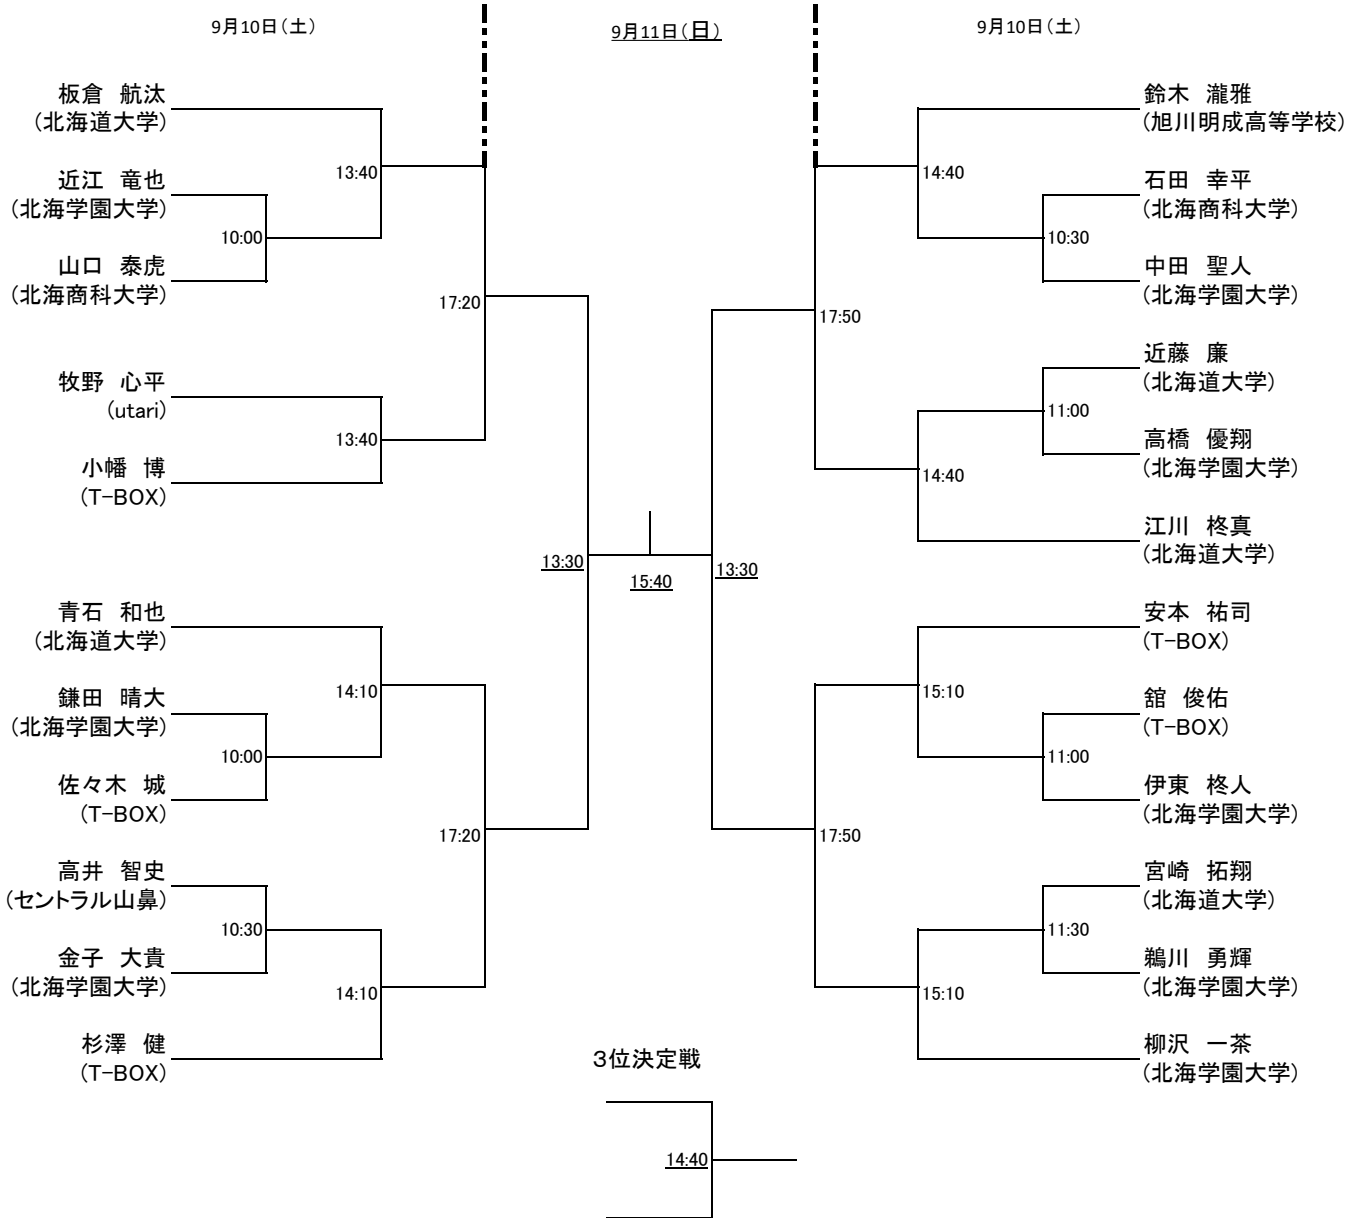 9月10日(土)
9月11日(日)
9月10日(土)
板倉 航汰
(北海道大学)
13:40
近江 竜也
(北海学園大学)
10:00
山口 泰虎
(北海商科大学)
17:20
牧野 心平
(utari)
13:40
小幡 博
(T-BOX)
13:30
青石 和也
(北海道大学)
14:10
鎌田 晴大
(北海学園大学)
10:00
佐々木 城
(T-BOX)
17:20
高井 智史
(セントラル山鼻)
10:30
金子 大貴
(北海学園大学)
14:10
杉澤 健
(T-BOX)
15:40
鈴木 瀧雅
(旭川明成高等学校)
14:40
石田 幸平
(北海商科大学)
10:30
中田 聖人
(北海学園大学)
17:50
近藤 廉
(北海道大学)
11:00
高橋 優翔
(北海学園大学)
14:40
江川 柊真
(北海道大学)
13:30
安本 祐司
(T-BOX)
15:10
舘 俊佑
(T-BOX)
11:00
伊東 柊人
(北海学園大学)
17:50
宮崎 拓翔
(北海道大学)
11:30
鵜川 勇輝
(北海学園大学)
15:10
柳沢 一茶
(北海学園大学)
3位決定戦
14:40